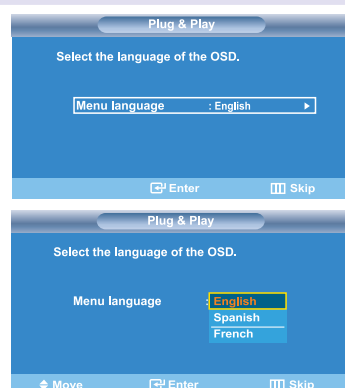 Plug & Play
Select the language of the OSD.
Menu language : English ►
Enter Skip
Plug & Play
Select the language of the OSD.
Menu language : English
Spanish
French
Move Enter Skip